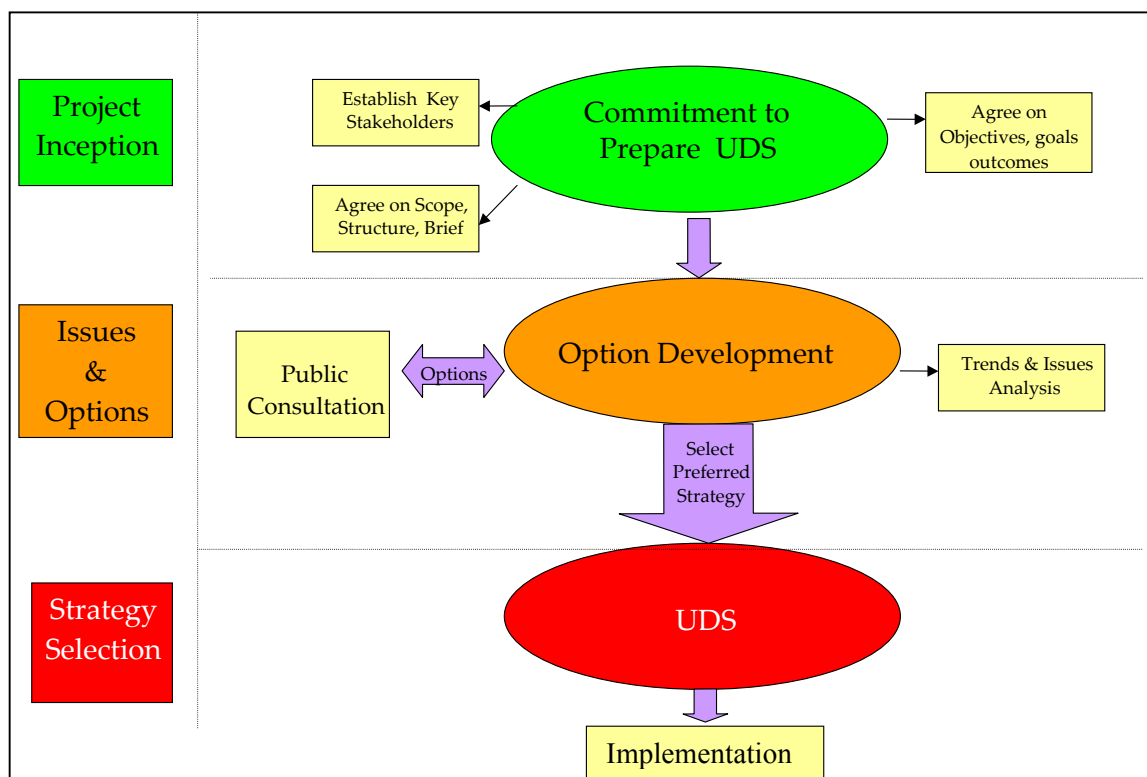 Project
Inception
Establish Key
Stakeholders
Commitment to
Prepare UDS
Agree on
Objectives, goals
outcomes
Agree on Scope,
Structure, Brief
Issues
&
Options
Public
Consultation
Options
Option Development
Trends & Issues
Analysis
Select
Preferred
Strategy
Strategy
Selection
UDS
Implementation